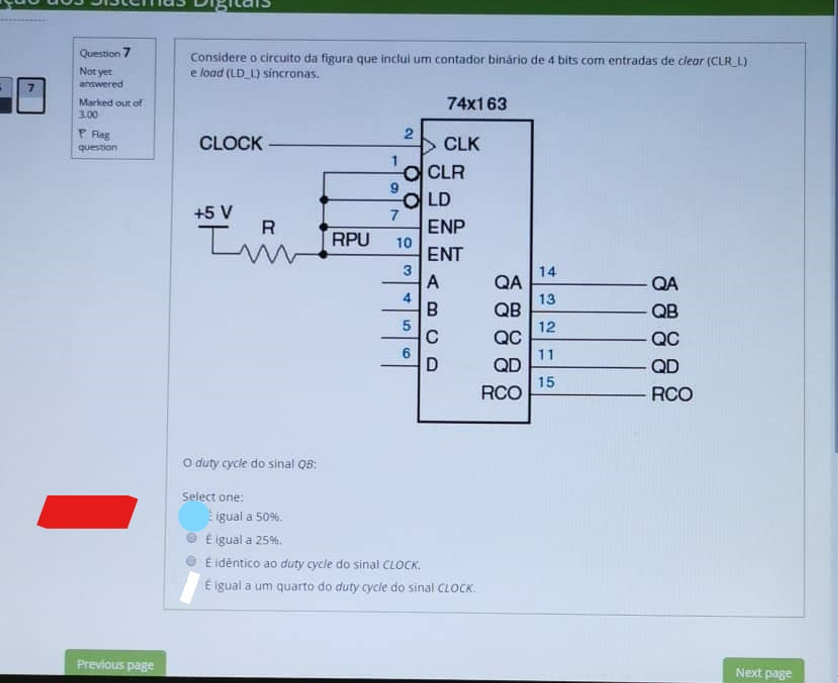 ção aos Sistemas Digitais
7
Question 7
Not yet
answered
Marked out of
3.00
Flag
question
Considere o circuito da figura que inclui um contador binário de 4 bits com entradas de clear (CLR_L)
e load (LD_L) síncronas.
74x163
CLOCK 2 CLK
1 CLR
9 LD
+5 V R RPU 7 ENP
10 ENT
3 A QA 14 QA
4 B QB 13 QB
5 C QC 12 QC
6 D QD 11 QD
RCO 15 RCO
O duty cycle do sinal QB:
Select one:
É igual a 50%.
É igual a 25%.
É idêntico ao duty cycle do sinal CLOCK.
É igual a um quarto do duty cycle do sinal CLOCK.
Previous page
Next page